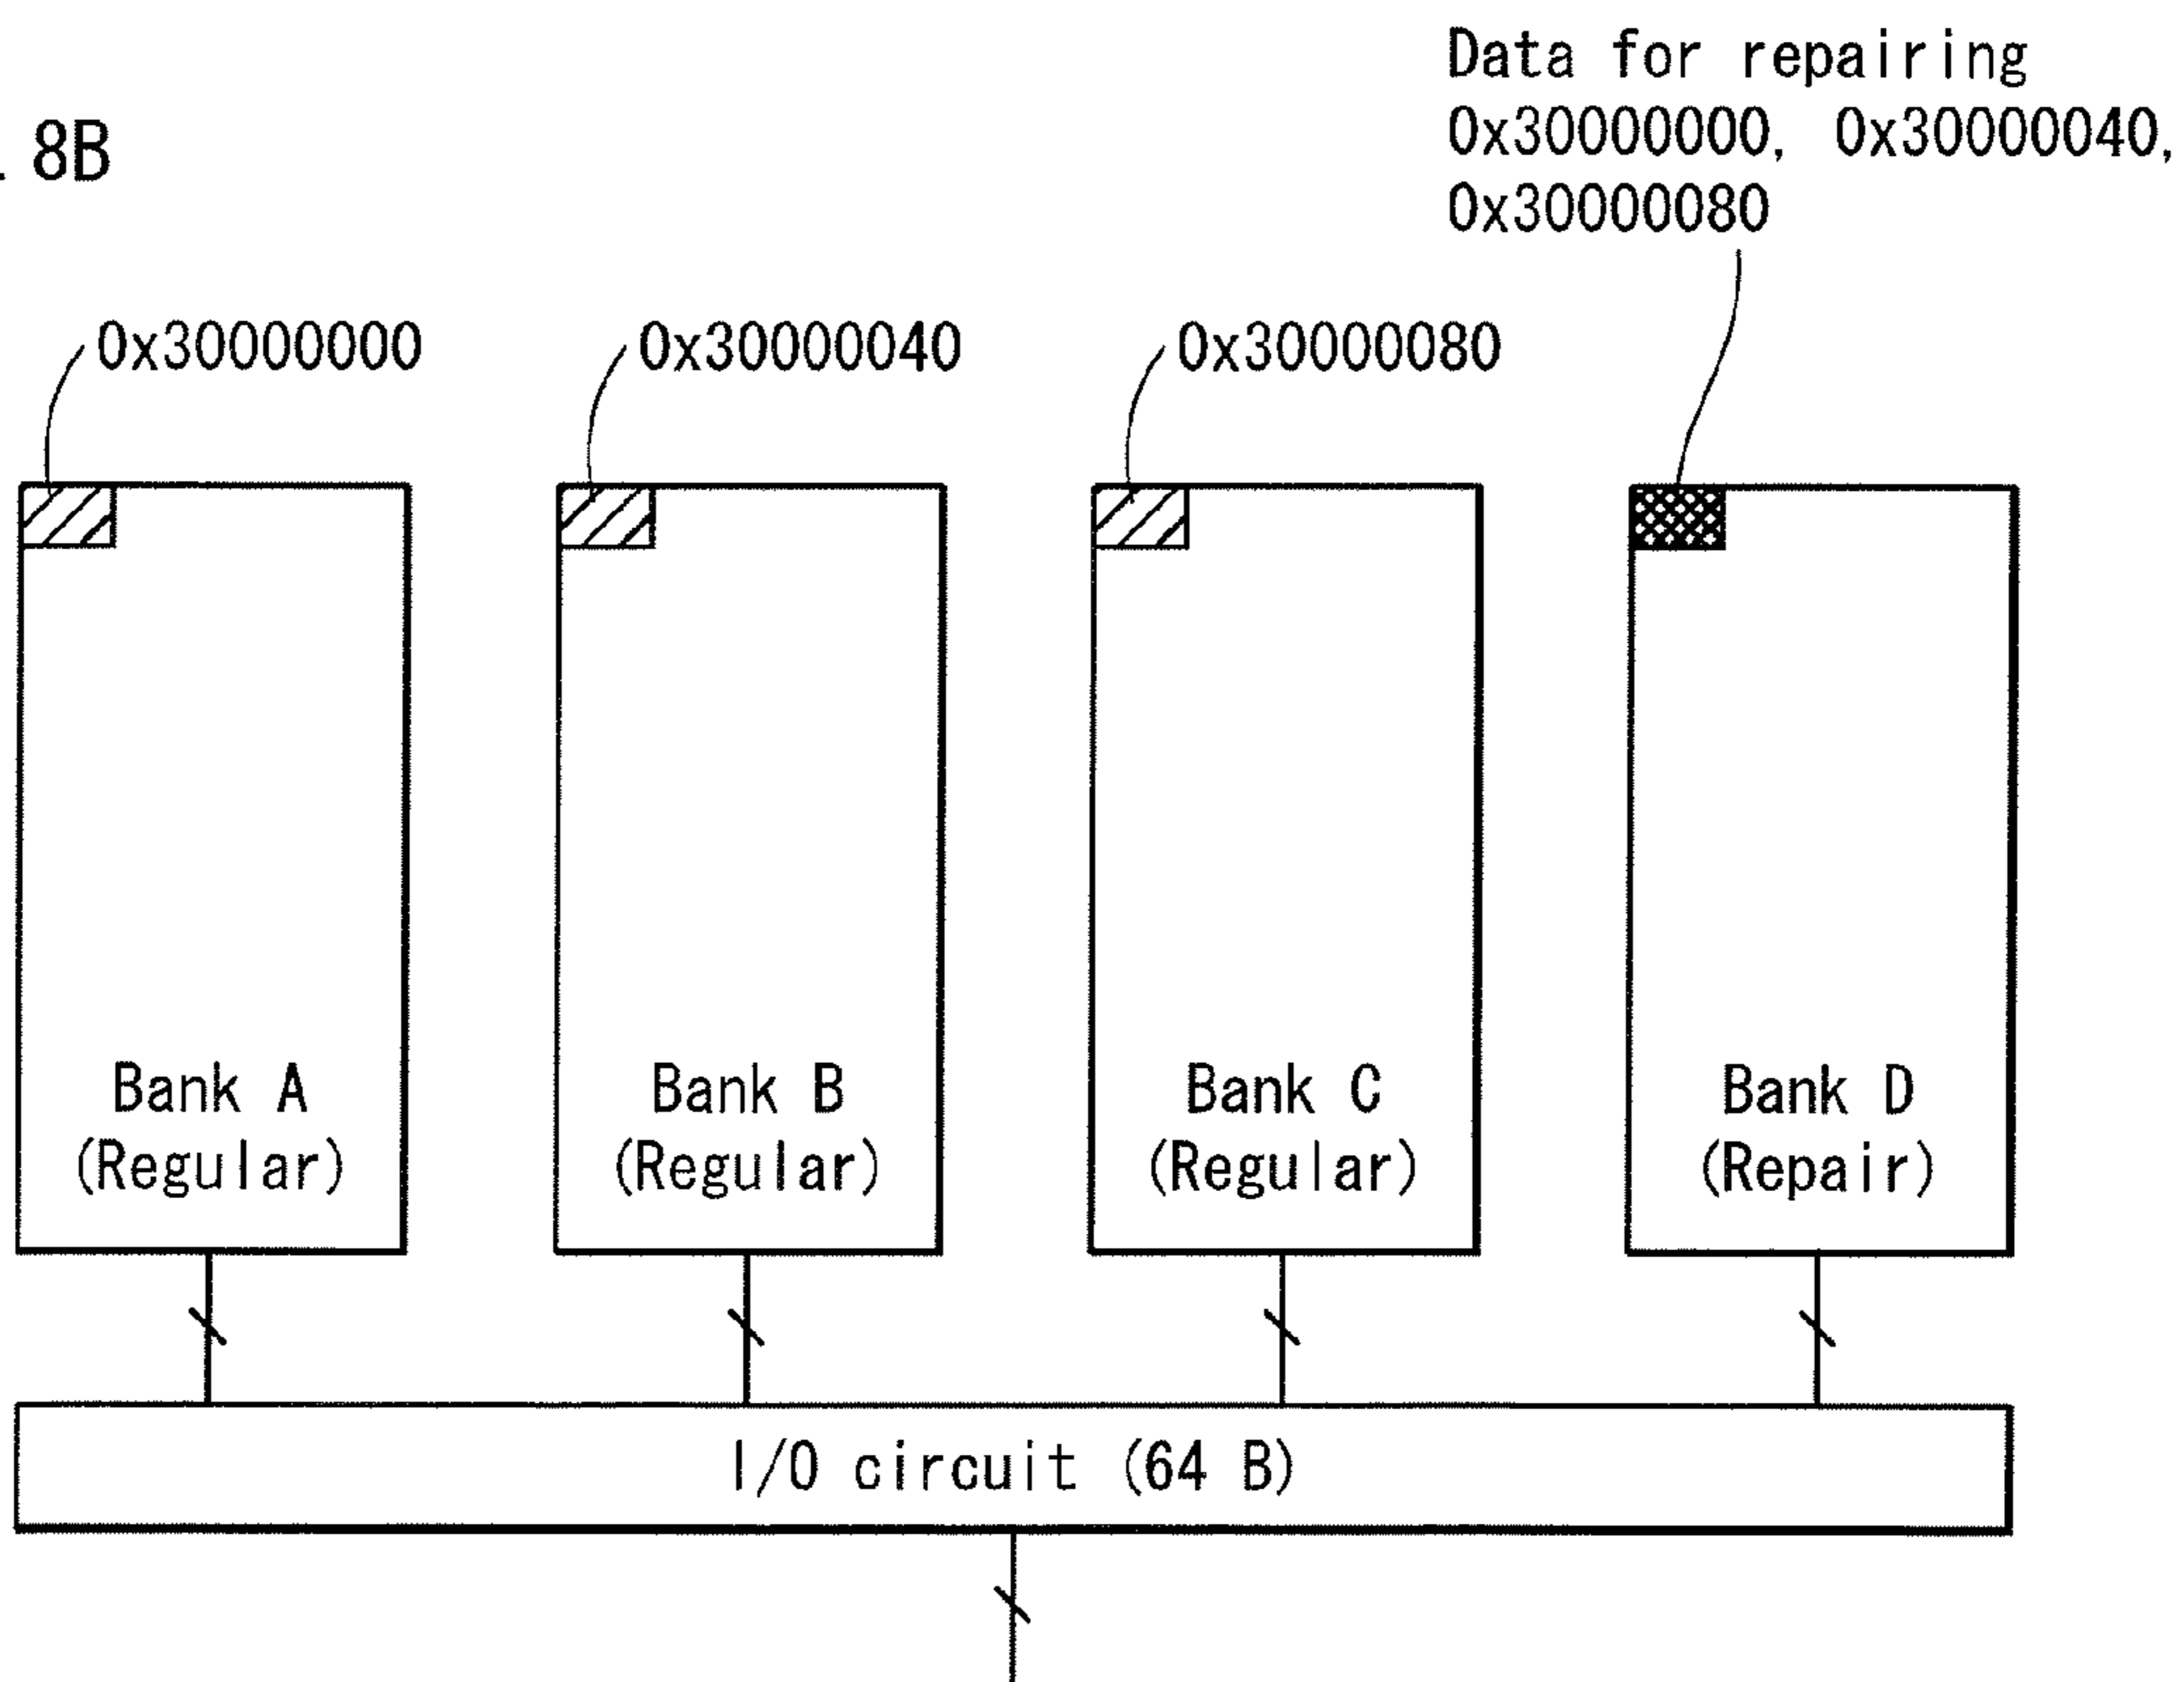 Data for repairing
0x30000000, 0x30000040,
0x30000080
. 8B
0x30000000
0x30000040
0x30000080
Bank A
(Regular)
Bank B
(Regular)
Bank C
(Regular)
Bank D
(Repair)
I/O circuit (64 B)